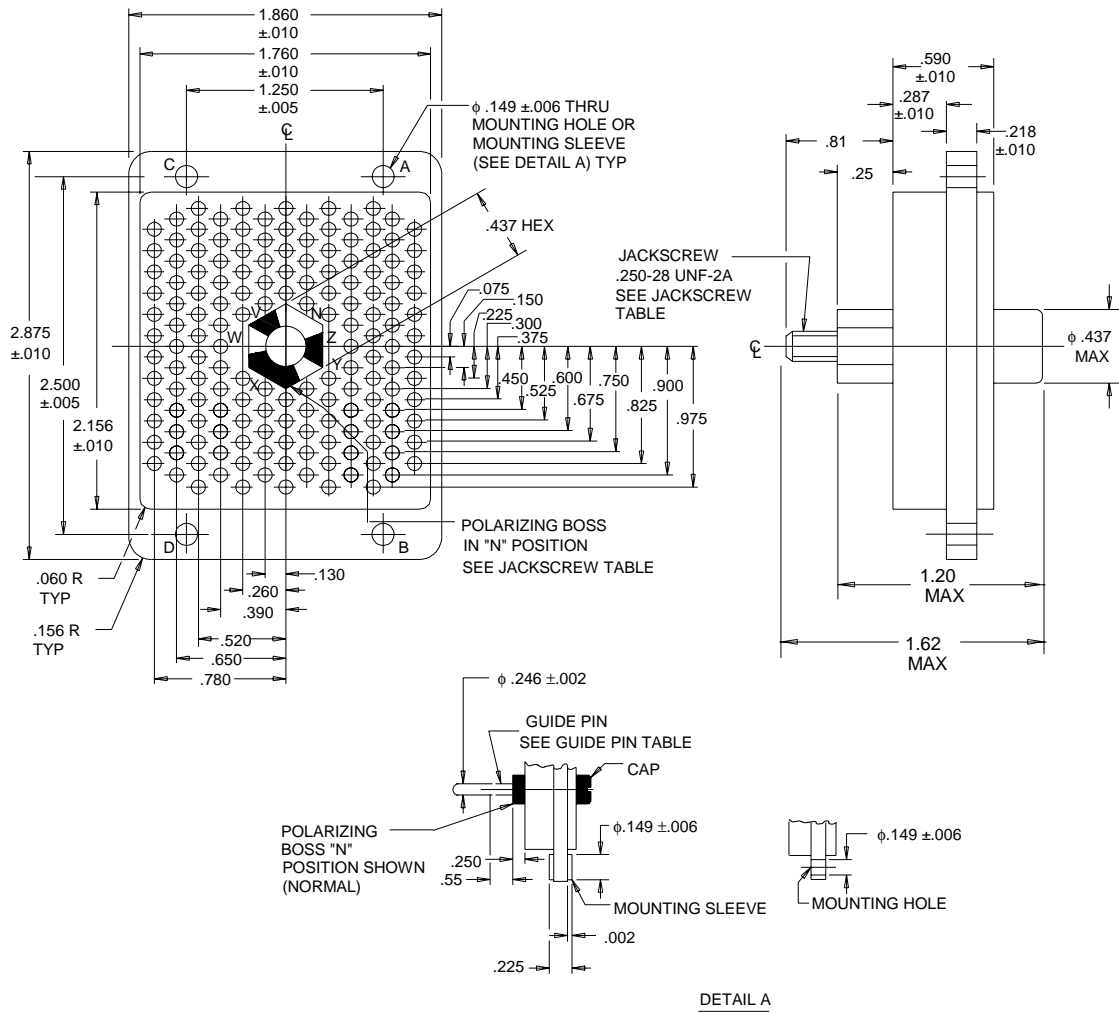 1.860
±.010
1.760
±.010
1.250
±.005
℄
ϕ .149 ±.006 THRU
MOUNTING HOLE OR
MOUNTING SLEEVE
(SEE DETAIL A) TYP
C
A
.437 HEX
V
N
W
Z
X
Y
.075
.150
.225
.300
.375
.450
.525
.600
.675
.750
.825
.900
.975
2.875
±.010
2.500
±.005
2.156
±.010
D
B
POLARIZING BOSS
IN "N" POSITION
SEE JACKSCREW TABLE
.060 R
TYP
.156 R
TYP
.130
.260
.390
.520
.650
.780
.590
±.010
.287
±.010
.218
±.010
.81
.25
JACKSCREW
.250-28 UNF-2A
SEE JACKSCREW
TABLE
℄
ϕ .437
MAX
1.20
MAX
1.62
MAX
ϕ .246 ±.002
GUIDE PIN
SEE GUIDE PIN TABLE
CAP
POLARIZING
BOSS "N"
POSITION SHOWN
(NORMAL)
.250
.55
ϕ.149 ±.006
MOUNTING SLEEVE
.002
.225
ϕ.149 ±.006
MOUNTING HOLE
DETAIL A